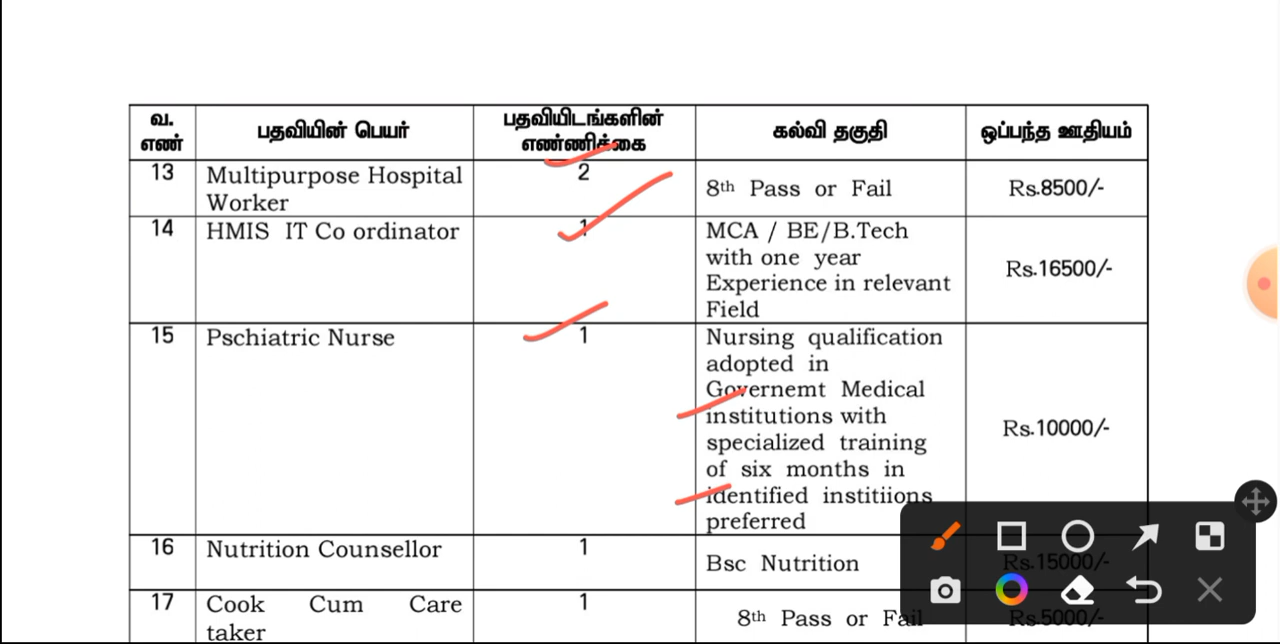 வ.
எண்
பதவியின் பெயர்
பதவியிடங்களின்
எண்ணிக்கை
கல்வி தகுதி
ஒப்பந்த ஊதியம்
13
Multipurpose Hospital
Worker
2
8th Pass or Fail
Rs.8500/-
14
HMIS IT Co ordinator
1
MCA / BE/B.Tech
with one year
Experience in relevant
Field
Rs.16500/-
15
Pschiatric Nurse
1
Nursing qualification
adopted in
Governemt Medical
institutions with
specialized training
of six months in
identified institiions
preferred
Rs.10000/-
16
Nutrition Counsellor
1
Bsc Nutrition
Rs.15000/-
17
Cook Cum Care
taker
1
8th Pass or Fail
Rs.5000/-